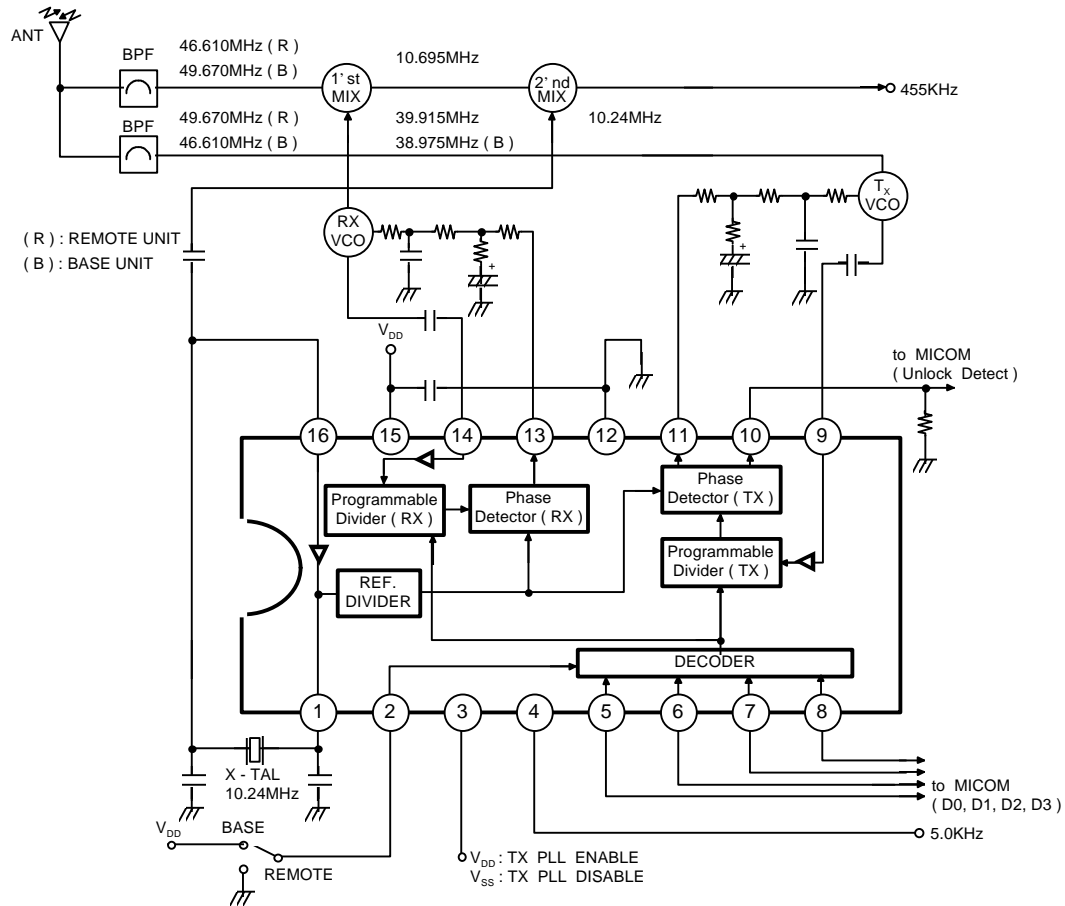 ANT
BPF
46.610MHz ( R )
49.670MHz ( B )
1' st
MIX
10.695MHz
2' nd
MIX
455KHz
BPF
49.670MHz ( R )
46.610MHz ( B )
39.915MHz
38.975MHz ( B )
10.24MHz
TX
VCO
RX
VCO
( R ) : REMOTE UNIT
( B ) : BASE UNIT
+
+
VDD
to MICOM
( Unlock Detect )
16
15
14
13
12
11
10
9
Programmable
Divider ( RX )
Phase
Detector ( RX )
Phase
Detector ( TX )
Programmable
Divider ( TX )
REF.
DIVIDER
DECODER
1
2
3
4
5
6
7
8
X - TAL
10.24MHz
to MICOM
( D0, D1, D2, D3 )
5.0KHz
VDD
BASE
REMOTE
VDD : TX PLL ENABLE
VSS : TX PLL DISABLE